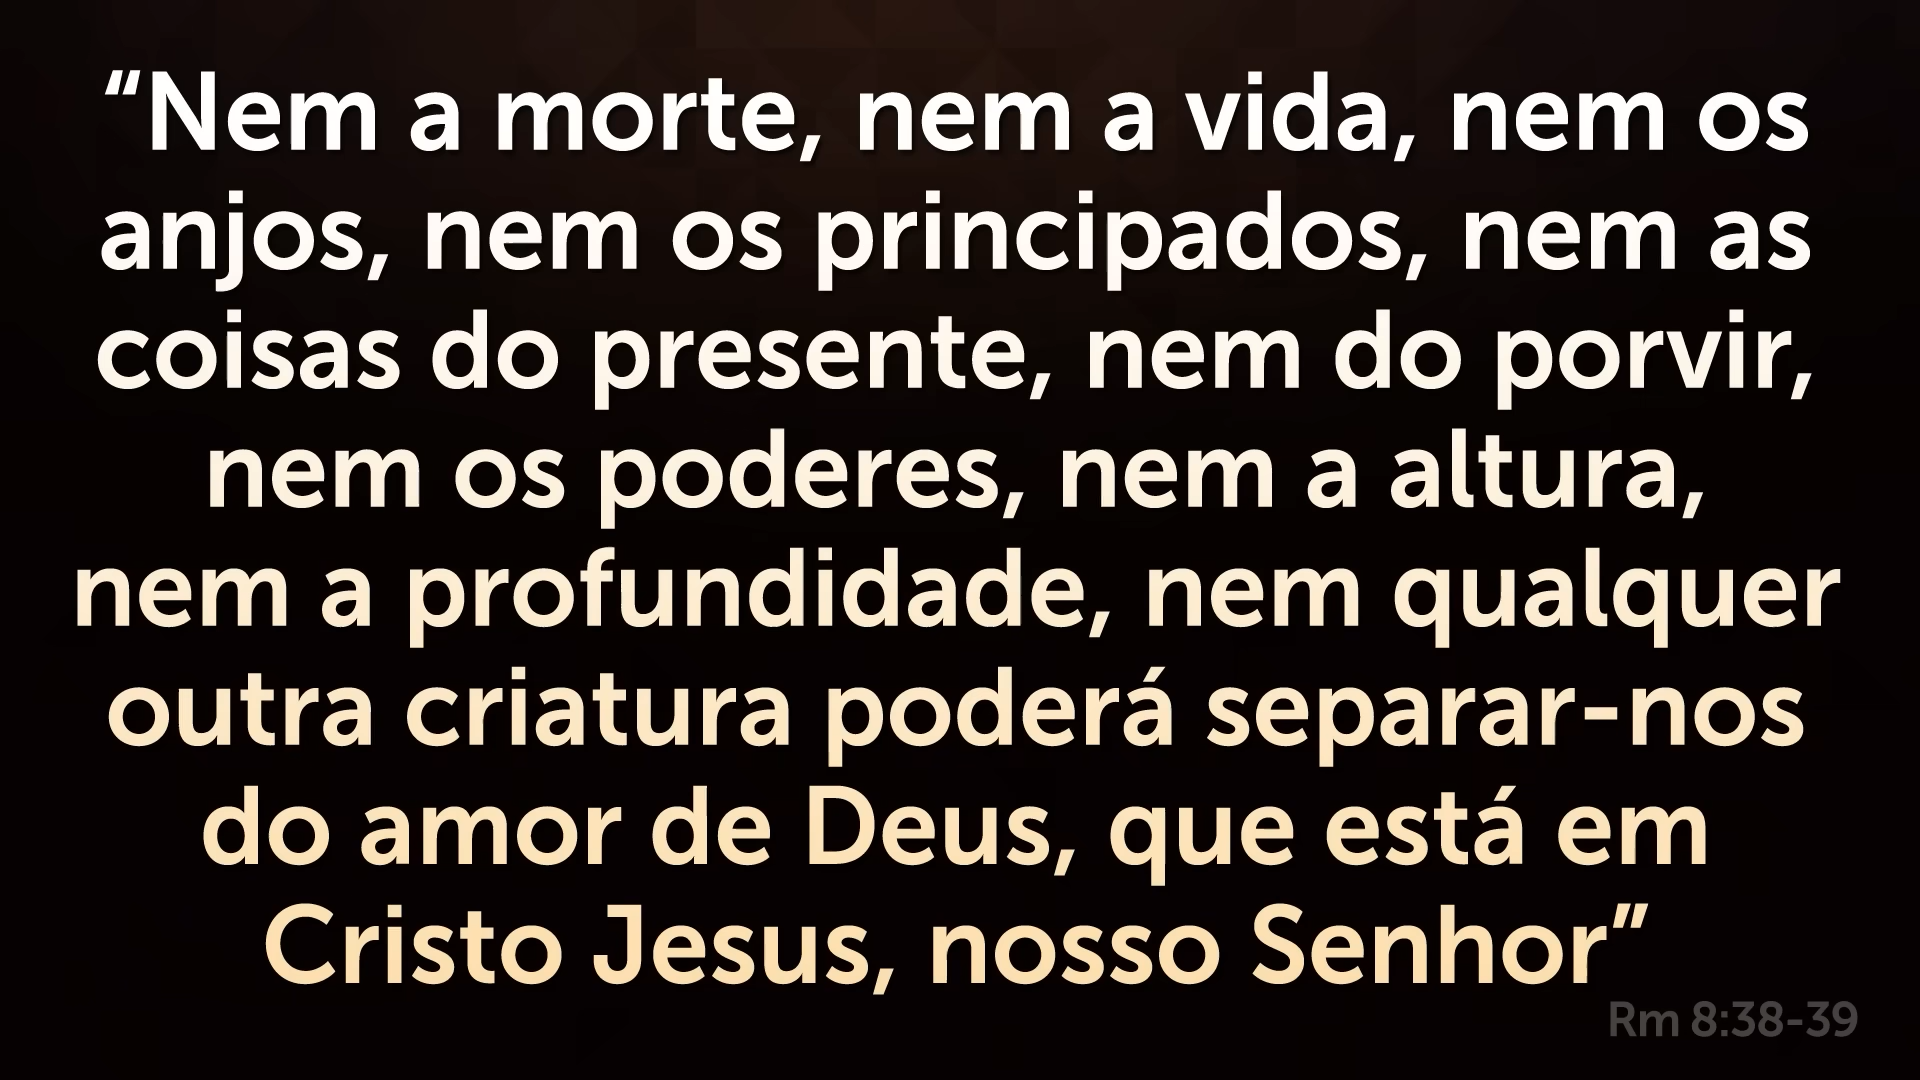 “Nem a morte, nem a vida, nem os
anjos, nem os principados, nem as
coisas do presente, nem do porvir,
nem os poderes, nem a altura,
nem a profundidade, nem qualquer
outra criatura poderá separar-nos
do amor de Deus, que está em
Cristo Jesus, nosso Senhor”
Rm 8:38-39